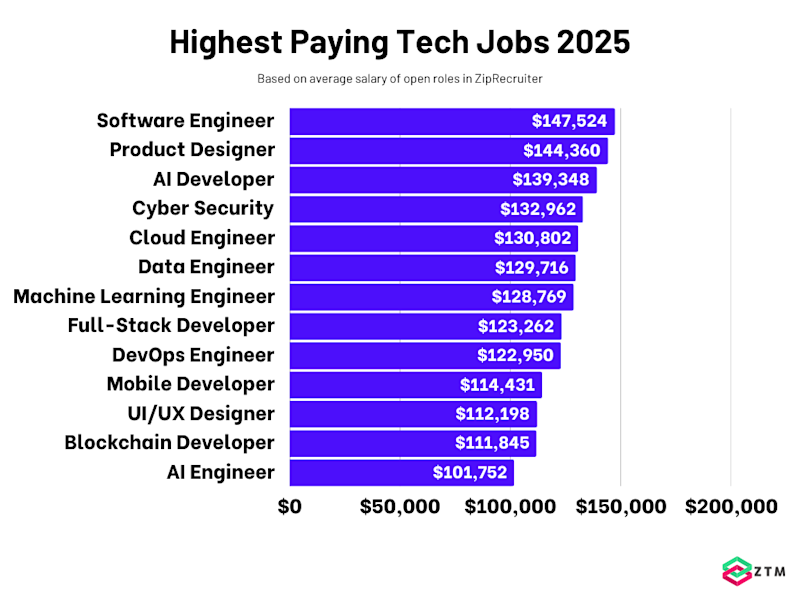 Highest Paying Tech Jobs 2025
Based on average salary of open roles in ZipRecruiter
Software Engineer $147,524
Product Designer $144,360
AI Developer $139,348
Cyber Security $132,962
Cloud Engineer $130,802
Data Engineer $129,716
Machine Learning Engineer $128,769
Full-Stack Developer $123,262
DevOps Engineer $122,950
Mobile Developer $114,431
UI/UX Designer $112,198
Blockchain Developer $111,845
AI Engineer $101,752
$0 $50,000 $100,000 $150,000 $200,000
ZTM